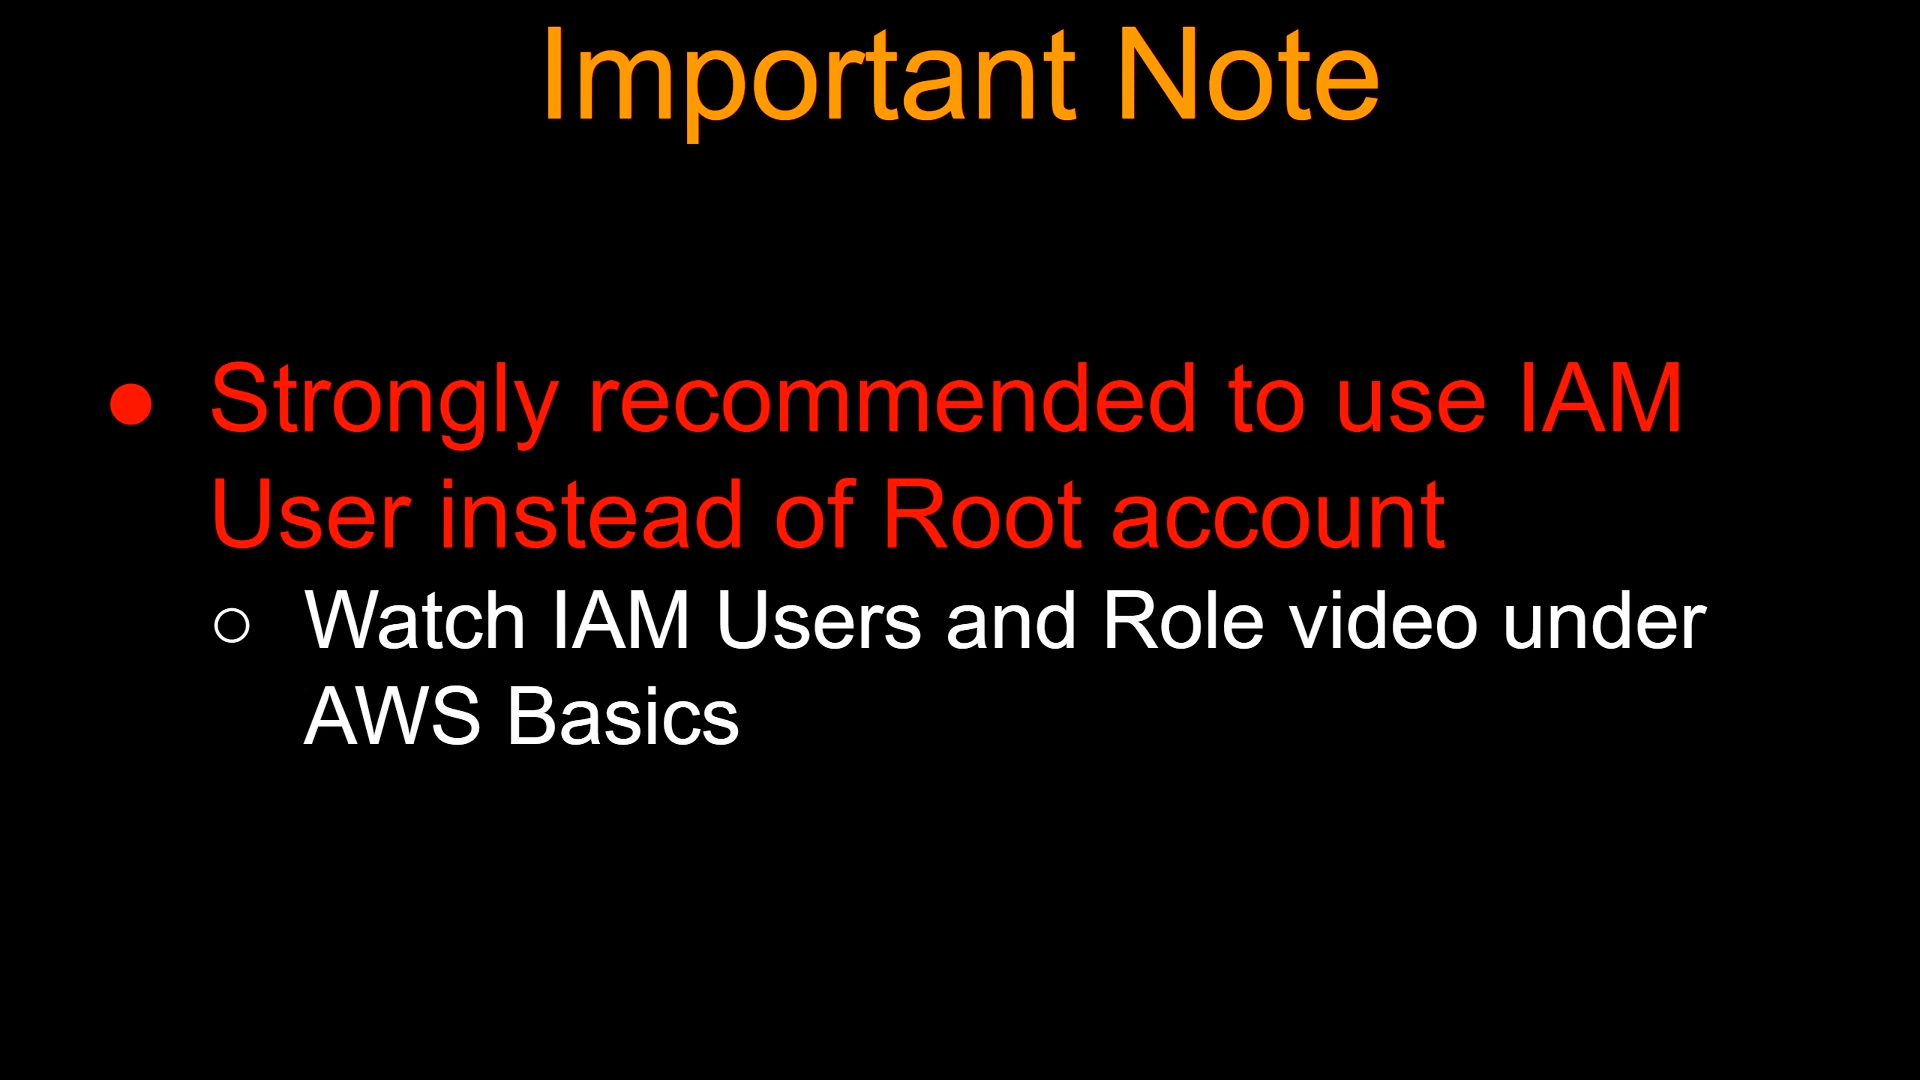 Important Note
● Strongly recommended to use IAM
User instead of Root account
○ Watch IAM Users and Role video under
AWS Basics